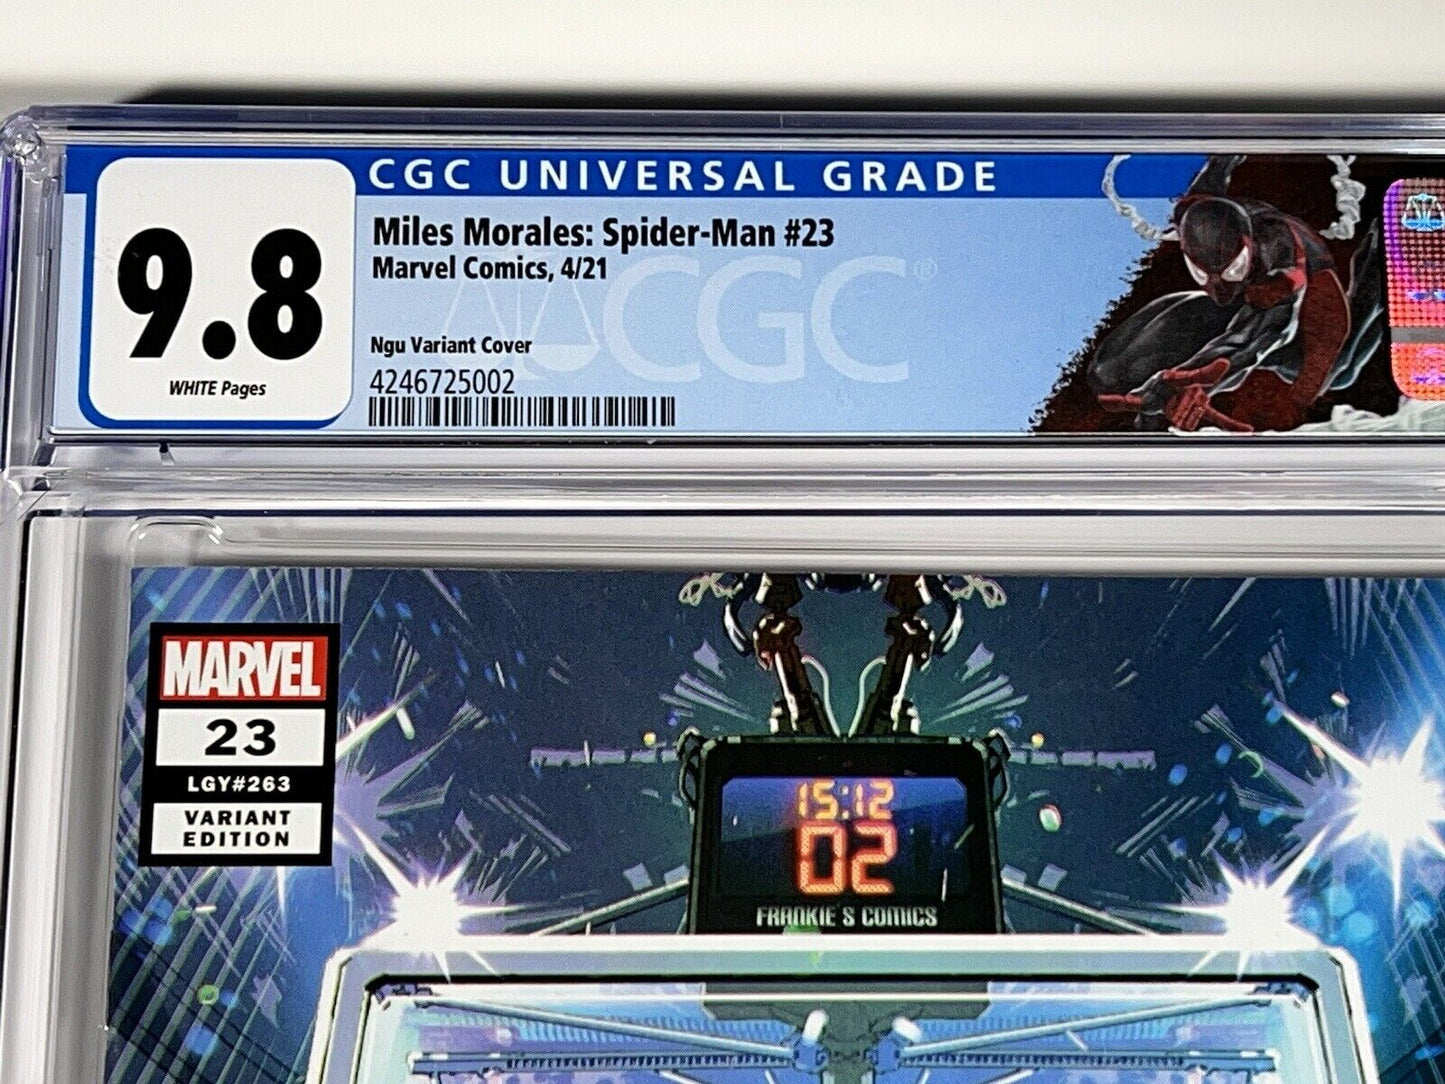 CGC UNIVERSAL GRADE
9.8
WHITE Pages
Miles Morales: Spider-Man #23
Marvel Comics, 4/21
Ngu Variant Cover
4246725002
CGC®
MARVEL
23
LGY#263
VARIANT
EDITION
15:12
02
FRANKIE S COMICS